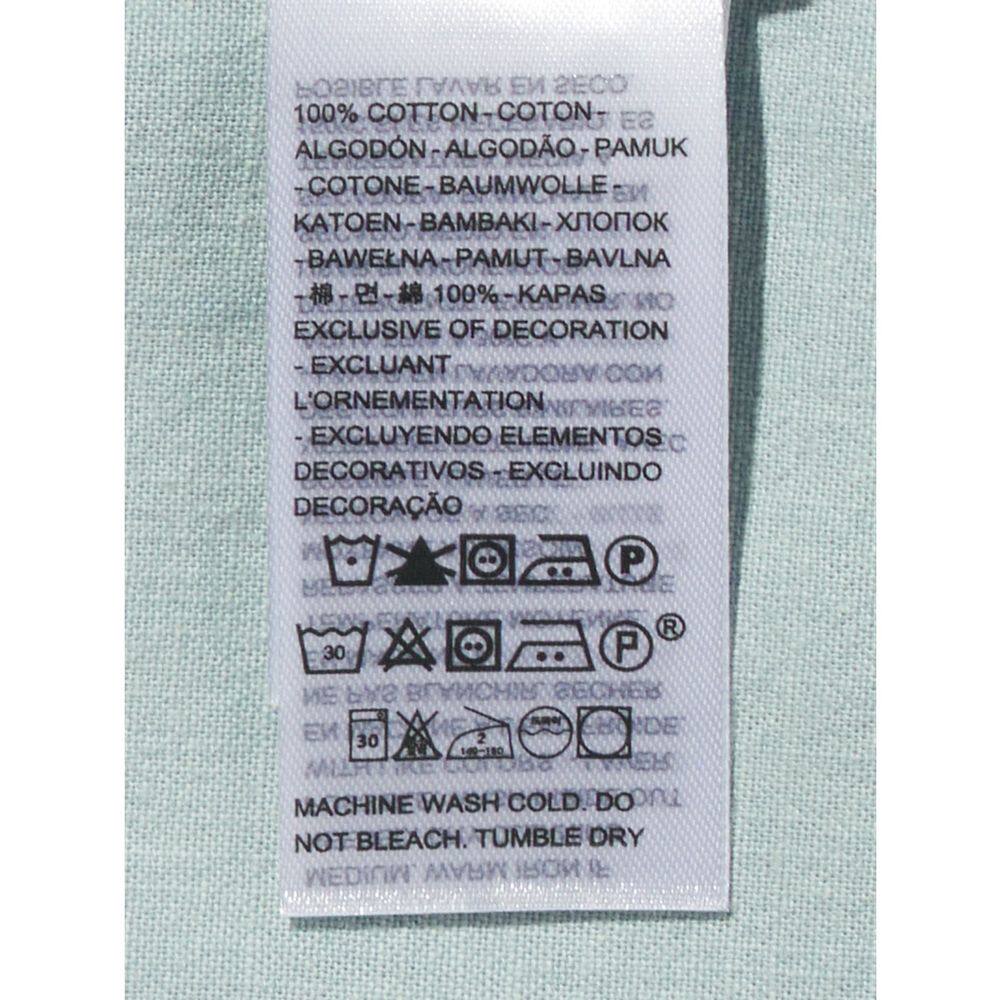 100% COTTON - COTON -
ALGODÓN - ALGODÃO - PAMUK
- COTONE - BAUMWOLLE -
KATOEN - BAMBAKI - ХЛОПОК
- BAWEŁNA - PAMUT - BAVLNA
- 棉 - 면 - 綿 100% - KAPAS
EXCLUSIVE OF DECORATION
- EXCLUANT
L'ORNEMENTATION
- EXCLUYENDO ELEMENTOS
DECORATIVOS - EXCLUINDO
DECORAÇÃO
P
30 P ®
30 2 140-160
MACHINE WASH COLD. DO
NOT BLEACH. TUMBLE DRY